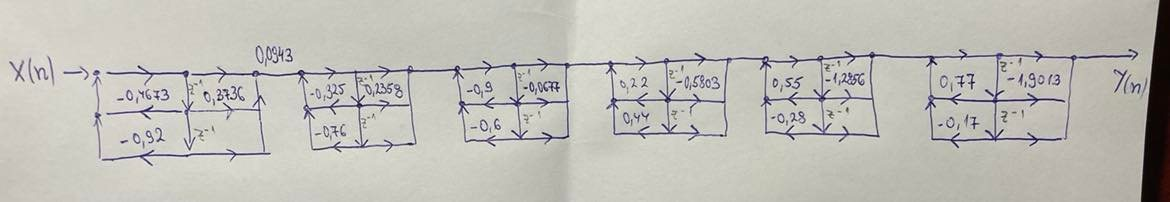 0,0943
X(n)
z⁻¹ z⁻¹ z⁻¹ z⁻¹ z⁻¹ z⁻¹
-0,4673 0,3736 -0,325 0,2358 -0,9 -0,0677 0,22 -0,5803 0,55 -1,2856 0,77 -1,9013
Y(n)
-0,92 z⁻¹ -0,76 z⁻¹ -0,6 z⁻¹ 0,44 z⁻¹ -0,28 z⁻¹ -0,17 z⁻¹